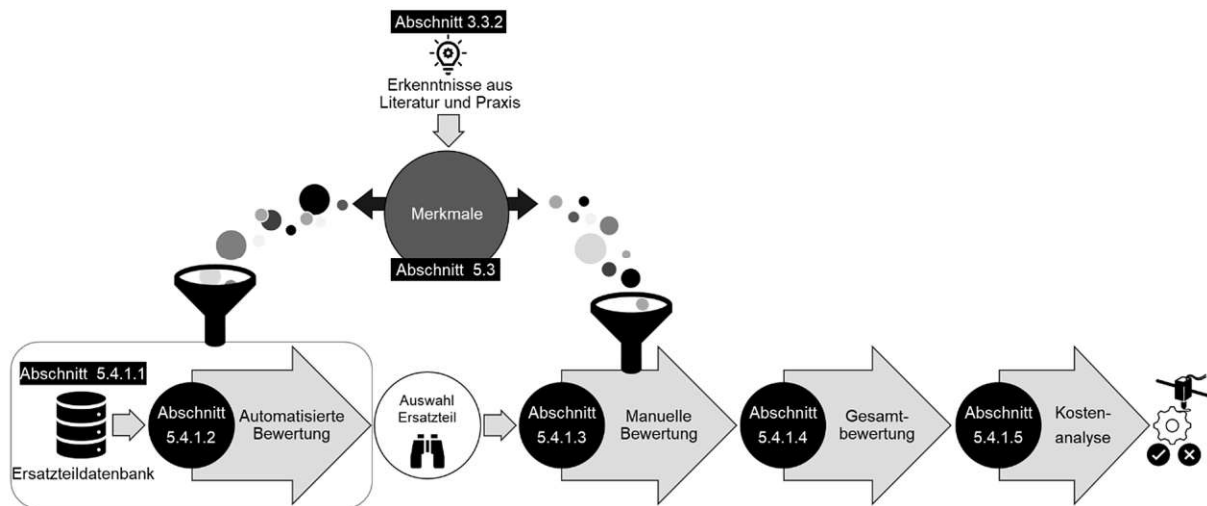 Abschnitt 3.3.2
Erkenntnisse aus
Literatur und Praxis
Merkmale
Abschnitt 5.3
Abschnitt 5.4.1.1
Ersatzteildatenbank
Abschnitt
5.4.1.2
Automatisierte
Bewertung
Auswahl
Ersatzteil
Abschnitt
5.4.1.3
Manuelle
Bewertung
Abschnitt
5.4.1.4
Gesamt-
bewertung
Abschnitt
5.4.1.5
Kosten-
analyse